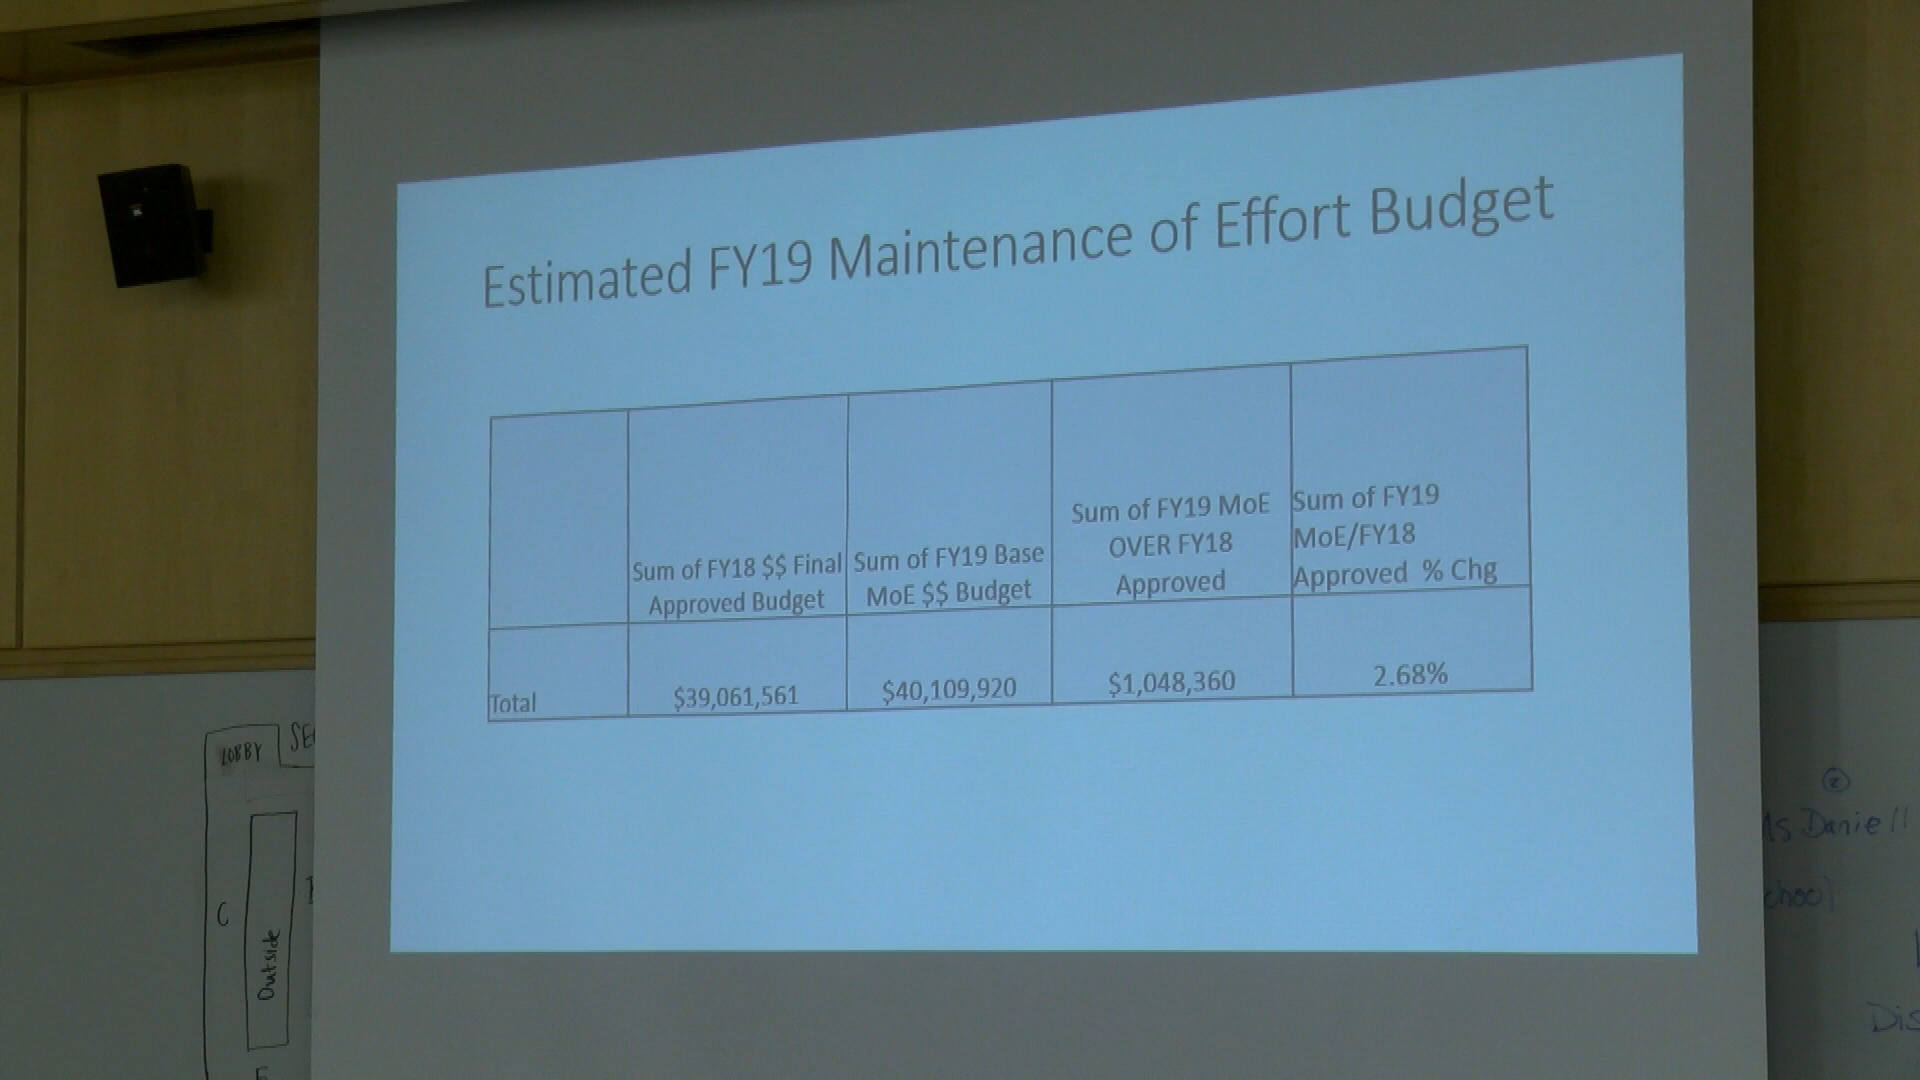 Estimated FY19 Maintenance of Effort Budget
Sum of FY18 $$ Final
Approved Budget
Sum of FY19 Base
MoE $$ Budget
Sum of FY19 MoE
OVER FY18
Approved
Sum of FY19
MoE/FY18
Approved % Chg
Total
$39,061,561
$40,109,920
$1,048,360
2.68%
LOBBY
C
Outside
2
Daniell